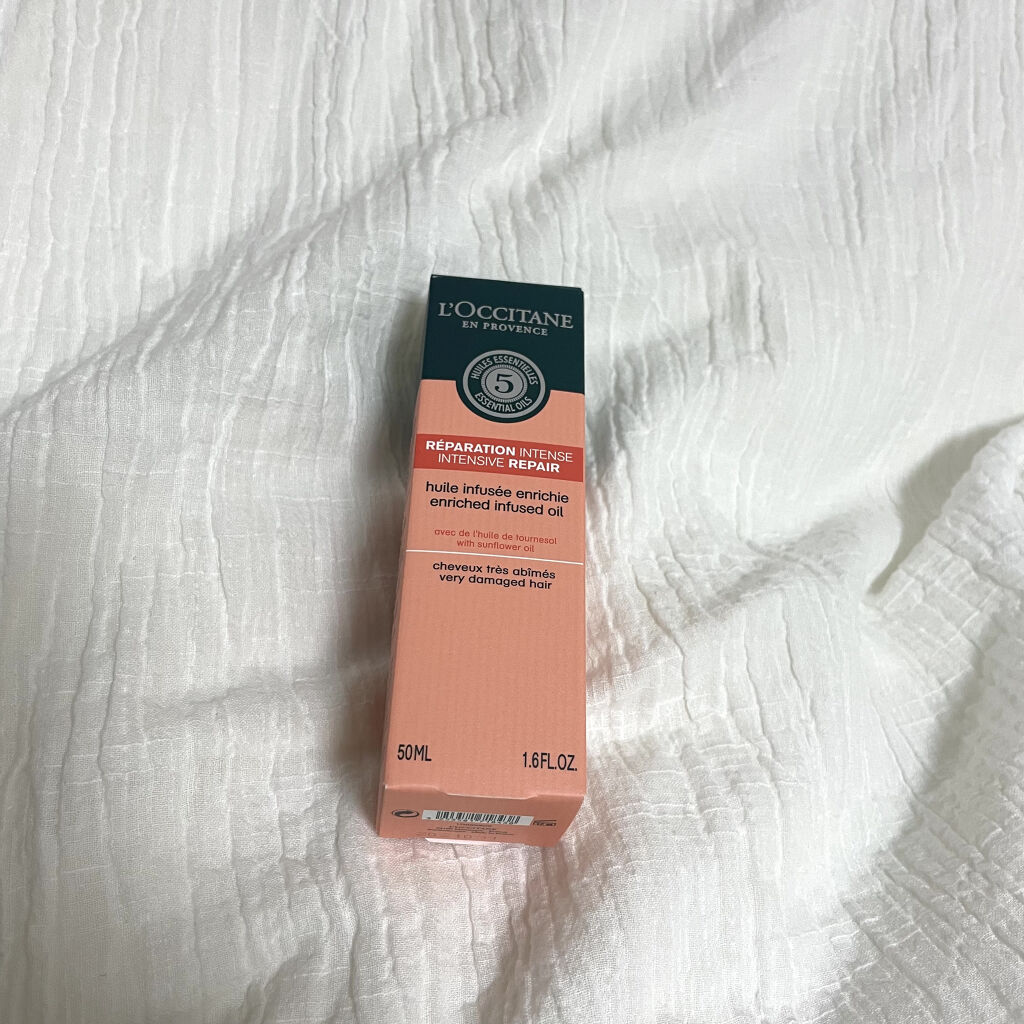 L'OCCITANE
EN PROVENCE
HUILES ESSENTIELLES
5
ESSENTIAL OILS
RÉPARATION INTENSE
INTENSIVE REPAIR
huile infusée enrichie
enriched infused oil
avec de l'huile de tournesol
with sunflower oil
cheveux très abîmés
very damaged hair
50ML 1.6FL.OZ.